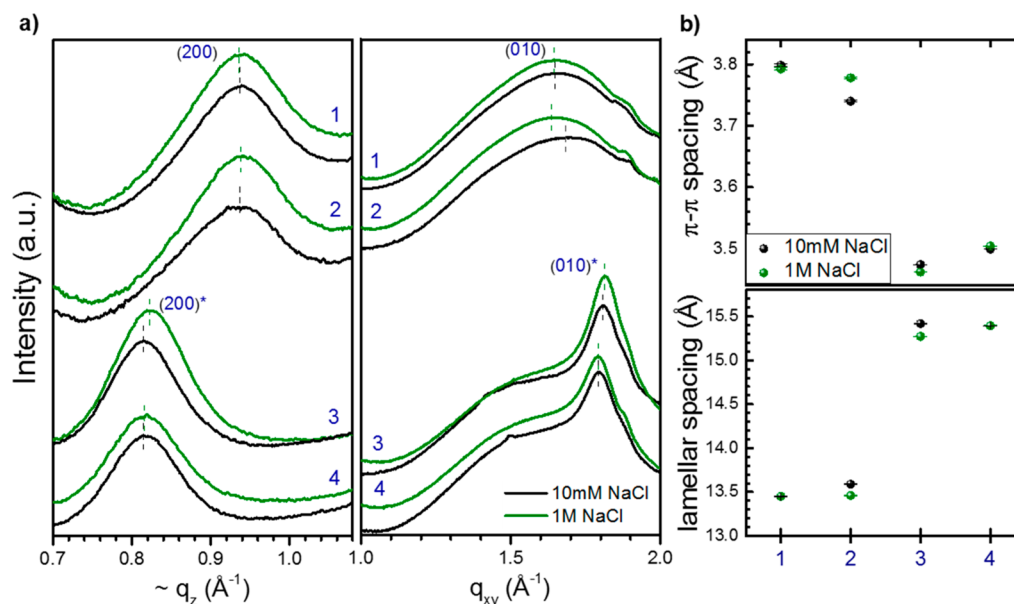 a)
(200)
1
2
(200)*
3
4
Intensity (a.u.)
0.7 0.8 0.9 1.0
~ q_z (Å⁻¹)
(010)
1
2
(010)*
3
4
10mM NaCl
1M NaCl
1.0 1.5 2.0
q_xy (Å⁻¹)
b)
π-π spacing (Å)
3.8
3.7
3.6
3.5
10mM NaCl
1M NaCl
lamellar spacing (Å)
15.5
15.0
14.5
14.0
13.5
13.0
1 2 3 4